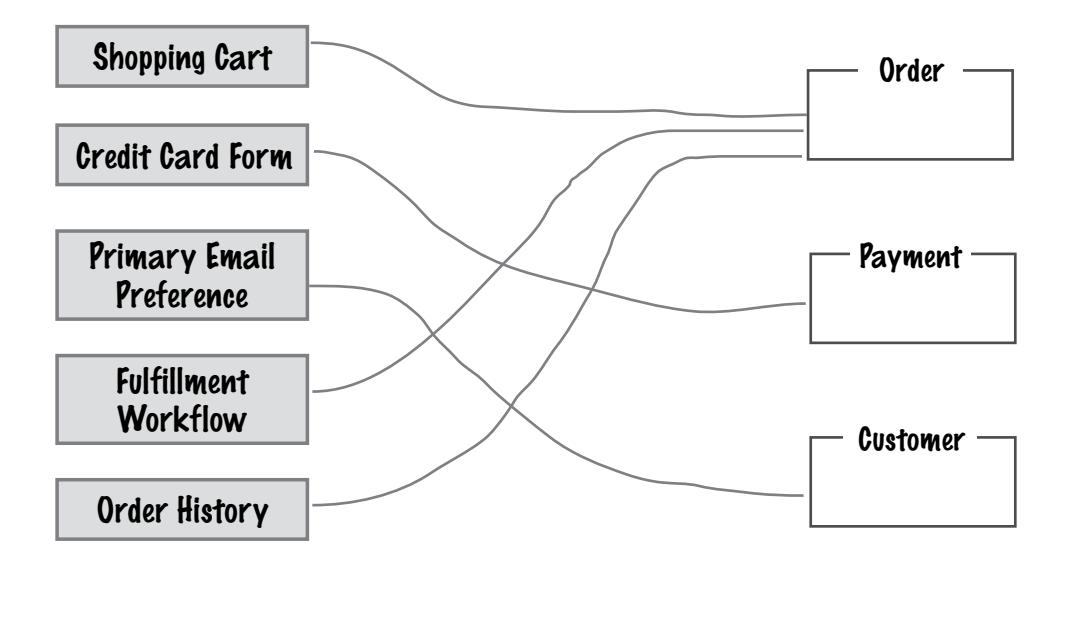 Shopping Cart
Credit Card Form
Primary Email
Preference
Fulfillment
Workflow
Order History
Order
Payment
Customer